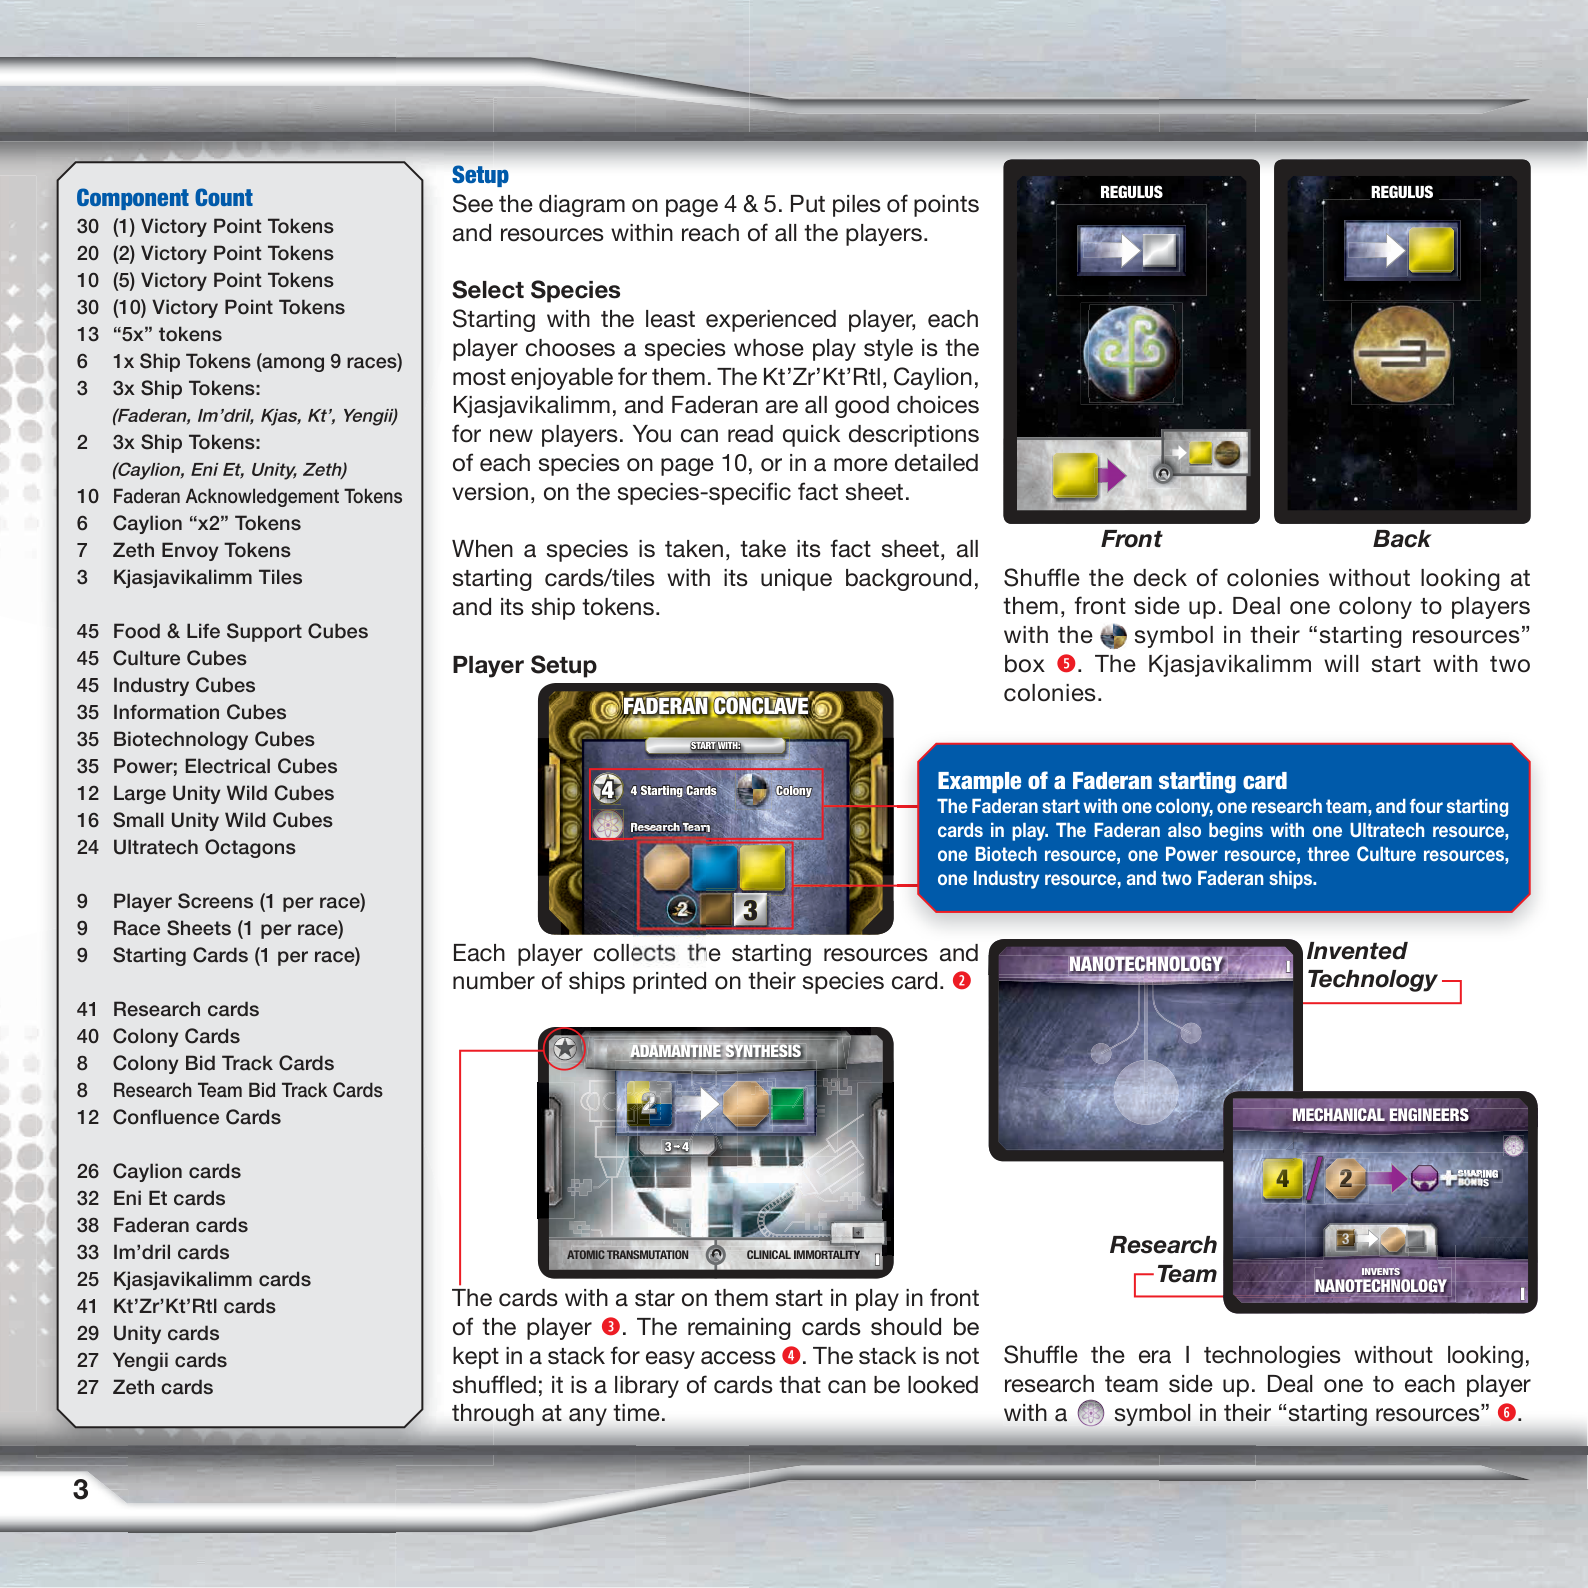 Component Count
30 (1) Victory Point Tokens
20 (2) Victory Point Tokens
10 (5) Victory Point Tokens
30 (10) Victory Point Tokens
13 “5x” tokens
6 1x Ship Tokens (among 9 races)
3 3x Ship Tokens:
(Faderan, Im’dril, Kjas, Kt’, Yengii)
2 3x Ship Tokens:
(Caylion, Eni Et, Unity, Zeth)
10 Faderan Acknowledgement Tokens
6 Caylion “x2” Tokens
7 Zeth Envoy Tokens
3 Kjasjavikalimm Tiles
45 Food & Life Support Cubes
45 Culture Cubes
45 Industry Cubes
35 Information Cubes
35 Biotechnology Cubes
35 Power; Electrical Cubes
12 Large Unity Wild Cubes
16 Small Unity Wild Cubes
24 Ultratech Octagons
9 Player Screens (1 per race)
9 Race Sheets (1 per race)
9 Starting Cards (1 per race)
41 Research cards
40 Colony Cards
8 Colony Bid Track Cards
8 Research Team Bid Track Cards
12 Confluence Cards
26 Caylion cards
32 Eni Et cards
38 Faderan cards
33 Im’dril cards
25 Kjasjavikalimm cards
41 Kt’Zr’Kt’Rtl cards
29 Unity cards
27 Yengii cards
27 Zeth cards
Setup
See the diagram on page 4 & 5. Put piles of points
and resources within reach of all the players.
Select Species
Starting with the least experienced player, each
player chooses a species whose play style is the
most enjoyable for them. The Kt’Zr’Kt’Rtl, Caylion,
Kjasjavikalimm, and Faderan are all good choices
for new players. You can read quick descriptions
of each species on page 10, or in a more detailed
version, on the species-specific fact sheet.
When a species is taken, take its fact sheet, all
starting cards/tiles with its unique background,
and its ship tokens.
Player Setup
FADERAN CONCLAVE
START WITH:
4 4 Starting Cards Colony
Research Team
2 3
Each player collects the starting resources and
number of ships printed on their species card. 2
ADAMANTINE SYNTHESIS
2
3→4
ATOMIC TRANSMUTATION CLINICAL IMMORTALITY I
The cards with a star on them start in play in front
of the player 3. The remaining cards should be
kept in a stack for easy access 4. The stack is not
shuffled; it is a library of cards that can be looked
through at any time.
REGULUS
REGULUS
Front
Back
Shuffle the deck of colonies without looking at
them, front side up. Deal one colony to players
with the symbol in their “starting resources”
box 5. The Kjasjavikalimm will start with two
colonies.
Example of a Faderan starting card
The Faderan start with one colony, one research team, and four starting
cards in play. The Faderan also begins with one Ultratech resource,
one Biotech resource, one Power resource, three Culture resources,
one Industry resource, and two Faderan ships.
NANOTECHNOLOGY I
Invented
Technology
MECHANICAL ENGINEERS
4 / 2 + SHARING
BONUS
3
INVENTS
NANOTECHNOLOGY I
Research
Team
Shuffle the era I technologies without looking,
research team side up. Deal one to each player
with a symbol in their “starting resources” 6.
3